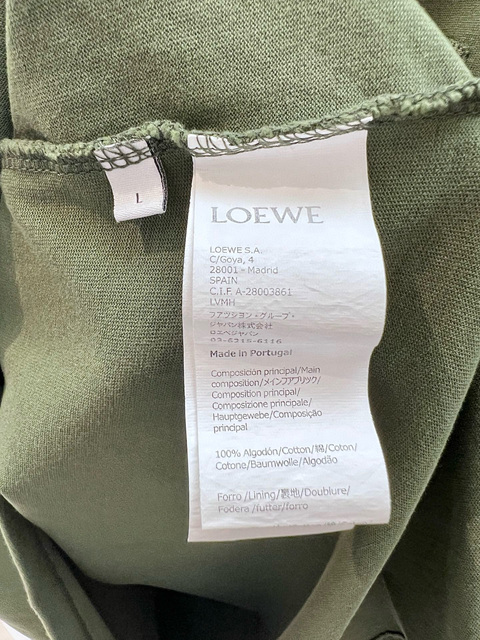 L
LOEWE
LOEWE S.A.
C/Goya, 4
28001 - Madrid
SPAIN
C.I.F. A-28003861
LVMH
ファッション・グループ・
ジャパン株式会社
ロエベジャパン
03-6215-6116
Made in Portugal
Composición principal/Main
composition/メインファブリック/
Composition principal/
Composizione principale/
Hauptgewebe/Composição
principal
100% Algodón/Cotton/綿/Coton/
Cotone/Baumwolle/Algodão
Forro /Lining/裏地/Doublure/
Fodera /futter/forro